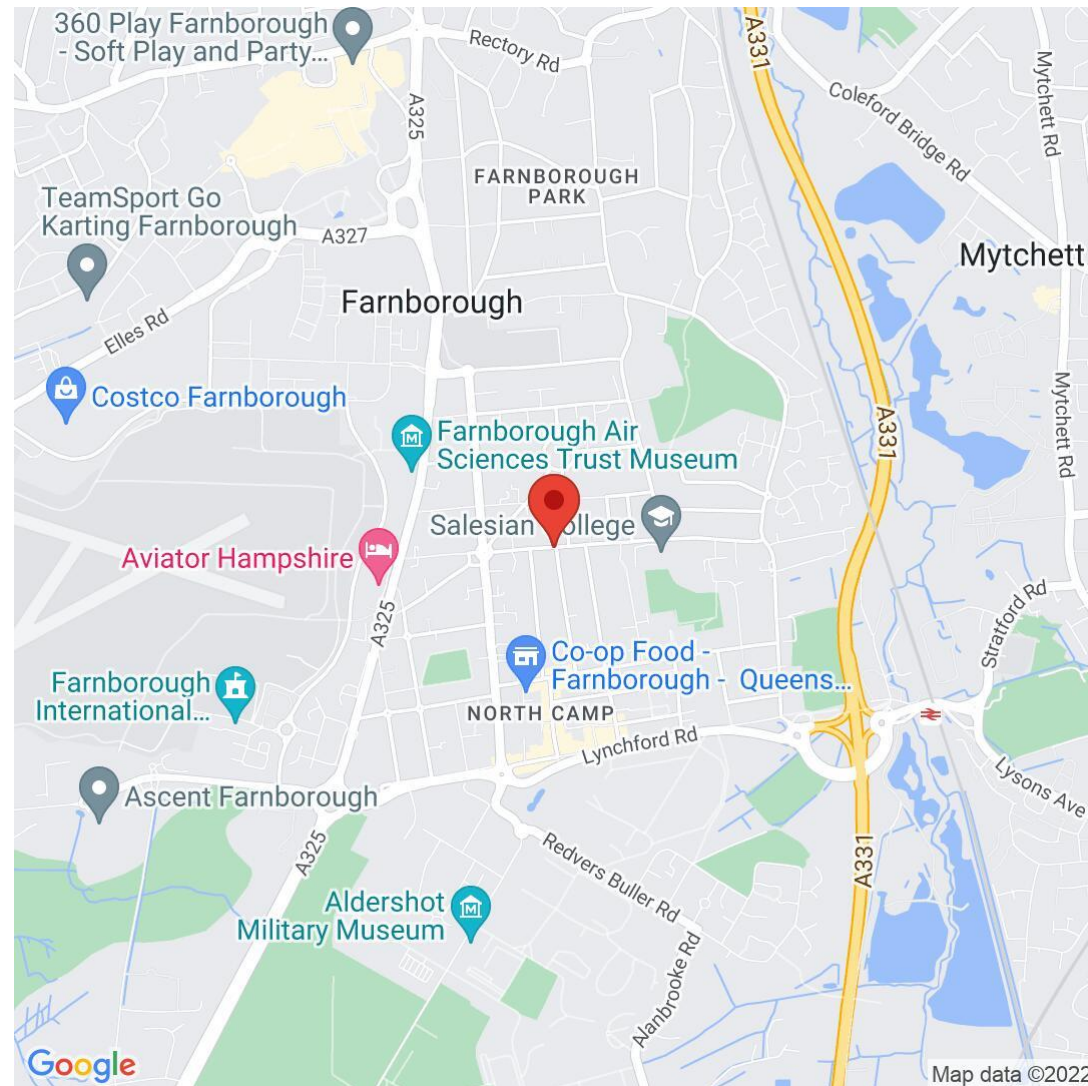 360 Play Farnborough
- Soft Play and Party...
Rectory Rd
A331
Mytchett Rd
Coleford Bridge Rd
A325
FARNBOROUGH
PARK
TeamSport Go
Karting Farnborough
A327
Mytchett
Farnborough
Elles Rd
Costco Farnborough
Mytchett Rd
A331
Farnborough Air
Sciences Trust Museum
Salesian College
Aviator Hampshire
A325
Stratford Rd
Co-op Food -
Farnborough - Queens...
Farnborough
International...
NORTH CAMP
Lynchford Rd
Lysons Ave
Ascent Farnborough
A325
Redvers Buller Rd
A331
Aldershot
Military Museum
Alanbrooke Rd
Google
Map data ©2022